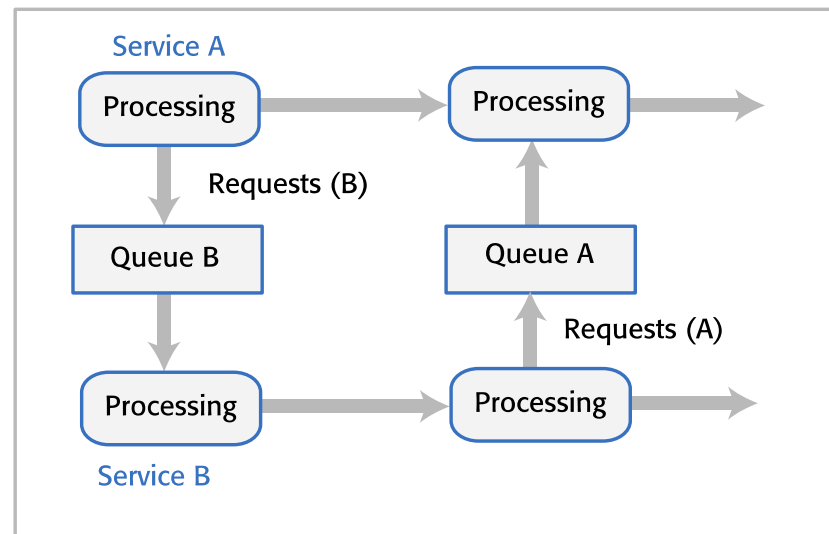 Service A
Processing
Processing
Requests (B)
Queue B
Queue A
Requests (A)
Processing
Processing
Service B